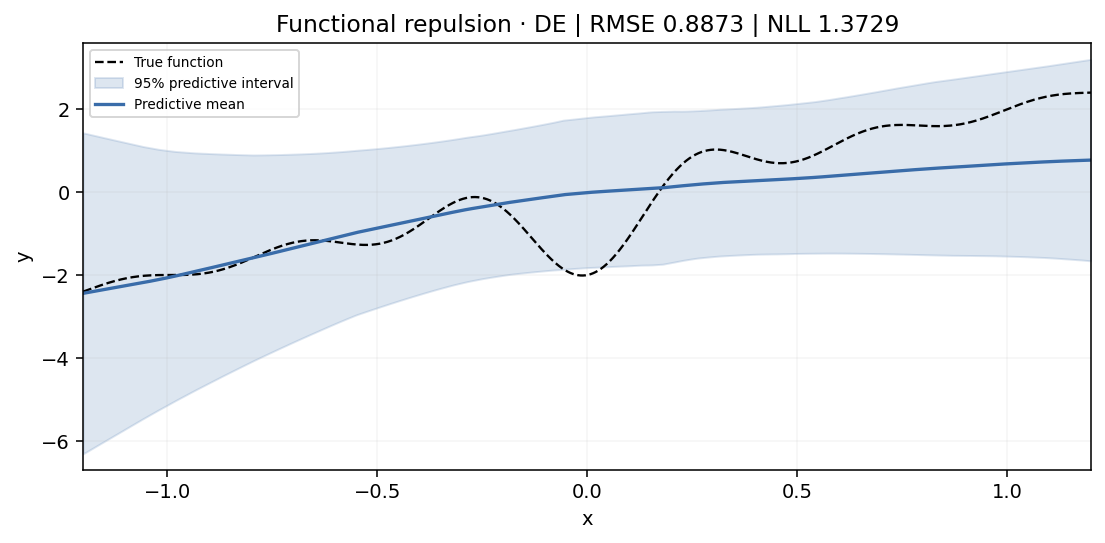 Functional repulsion · DE | RMSE 0.8873 | NLL 1.3729
True function
95% predictive interval
Predictive mean
y
2
0
−2
−4
−6
−1.0
−0.5
0.0
0.5
1.0
x